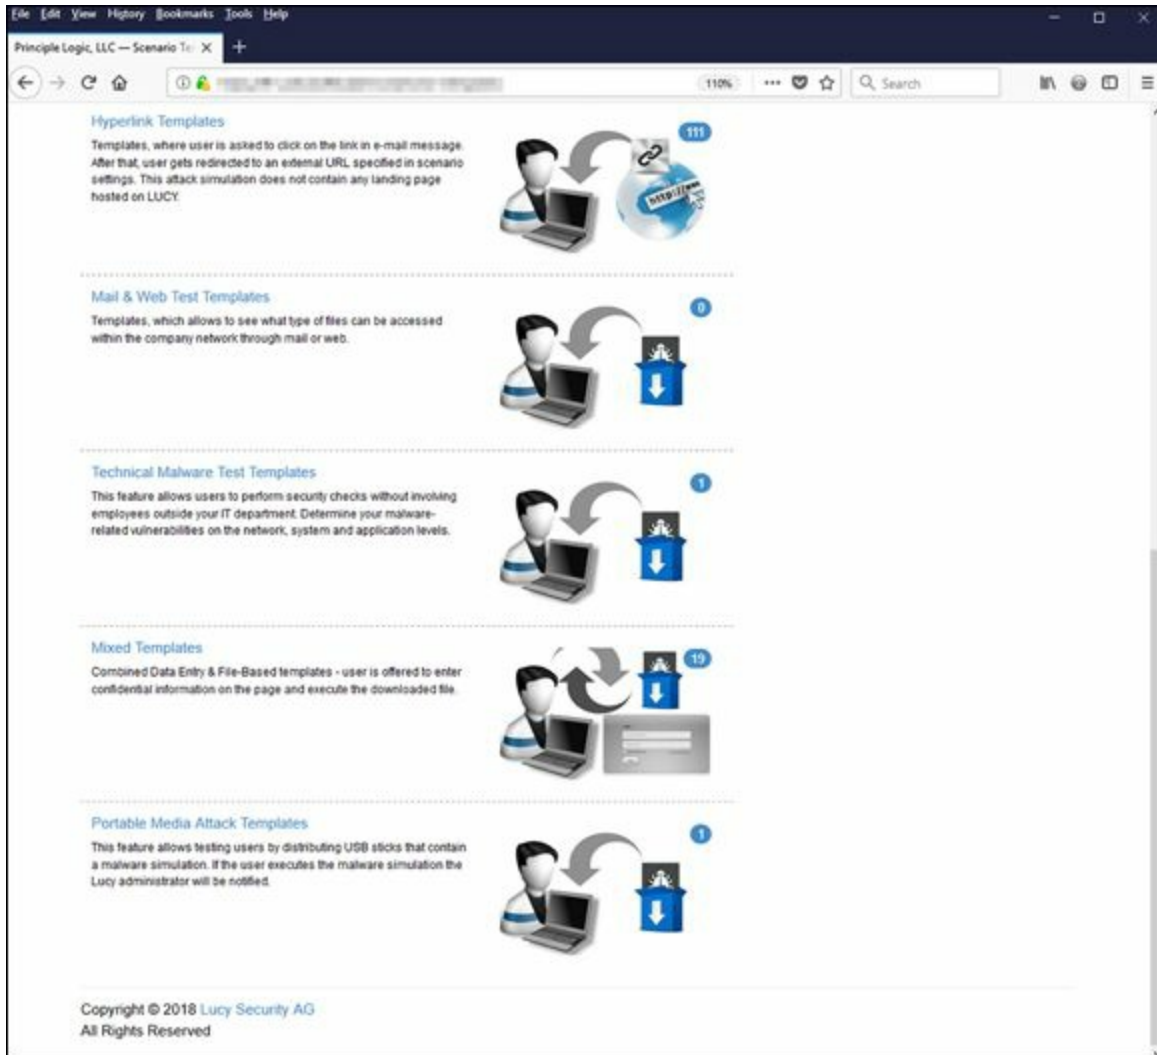 File Edit View History Bookmarks Tools Help
Principle Logic, LLC — Scenario Te
110%
Search
Hyperlink Templates
111
Templates, where user is asked to click on the link in e-mail message.
After that, user gets redirected to an external URL specified in scenario
settings. This attack simulation does not contain any landing page
hosted on LUCY.
http://www
Mail & Web Test Templates
0
Templates, which allows to see what type of files can be accessed
within the company network through mail or web.
Technical Malware Test Templates
1
This feature allows users to perform security checks without involving
employees outside your IT department. Determine your malware-
related vulnerabilities on the network, system and application levels.
Mixed Templates
19
Combined Data Entry & File-Based templates - user is offered to enter
confidential information on the page and execute the downloaded file.
Portable Media Attack Templates
1
This feature allows testing users by distributing USB sticks that contain
a malware simulation. If the user executes the malware simulation the
Lucy administrator will be notified.
Copyright © 2018 Lucy Security AG
All Rights Reserved